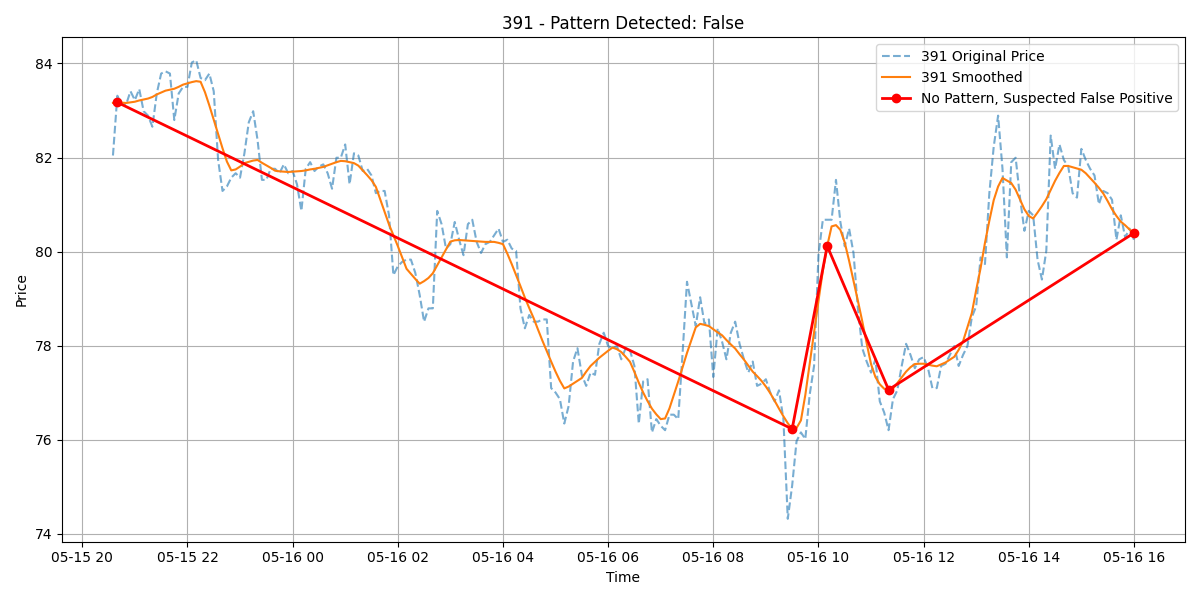 391 - Pattern Detected: False
391 Original Price
391 Smoothed
No Pattern, Suspected False Positive
Price
84
82
80
78
76
74
05-15 20 05-15 22 05-16 00 05-16 02 05-16 04 05-16 06 05-16 08 05-16 10 05-16 12 05-16 14 05-16 16
Time